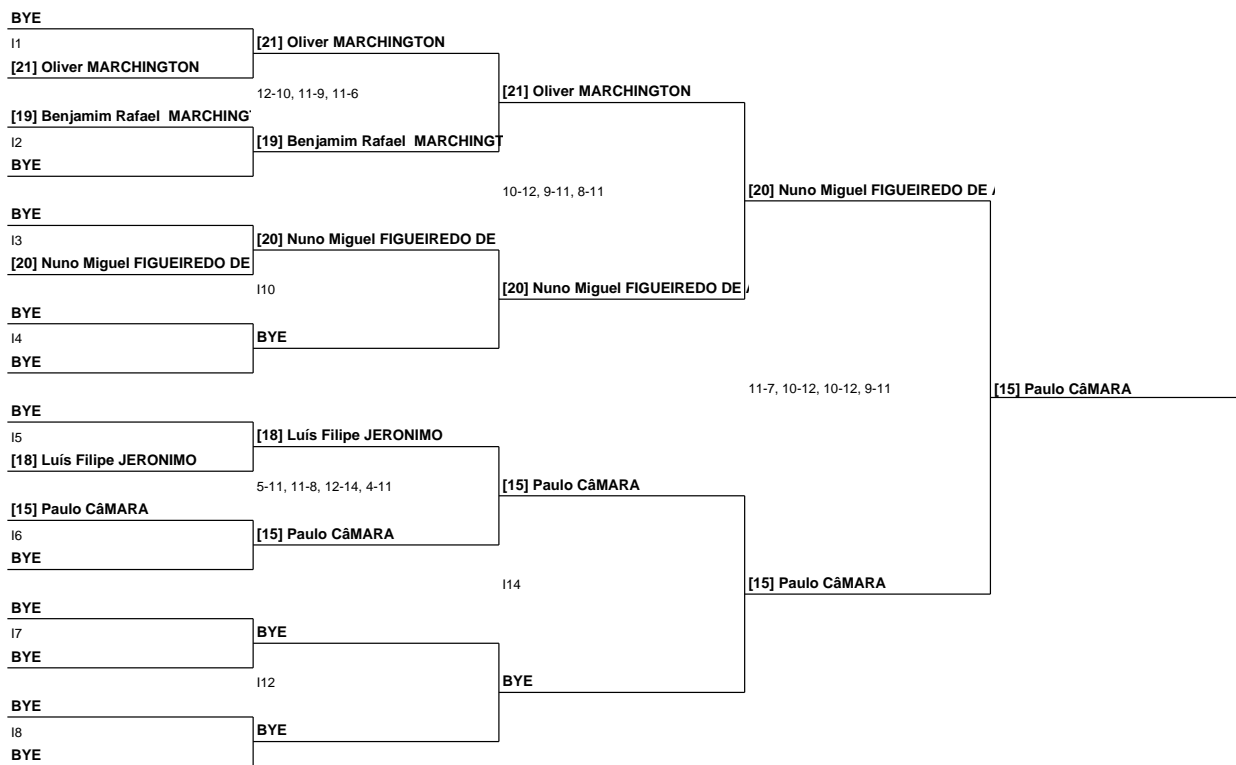 BYE
I1
[21] Oliver MARCHINGTON
[19] Benjamim Rafael MARCHING
I2
BYE
BYE
I3
[20] Nuno Miguel FIGUEIREDO DE
BYE
I4
BYE
BYE
I5
[18] Luís Filipe JERONIMO
[15] Paulo CâMARA
I6
BYE
BYE
I7
BYE
BYE
I8
BYE
[21] Oliver MARCHINGTON
12-10, 11-9, 11-6
[19] Benjamim Rafael MARCHINGT
[20] Nuno Miguel FIGUEIREDO DE
I10
BYE
[18] Luís Filipe JERONIMO
5-11, 11-8, 12-14, 4-11
[15] Paulo CâMARA
BYE
I12
BYE
[21] Oliver MARCHINGTON
10-12, 9-11, 8-11
[20] Nuno Miguel FIGUEIREDO DE
[15] Paulo CâMARA
I14
BYE
[20] Nuno Miguel FIGUEIREDO DE
11-7, 10-12, 10-12, 9-11
[15] Paulo CâMARA
[15] Paulo CâMARA